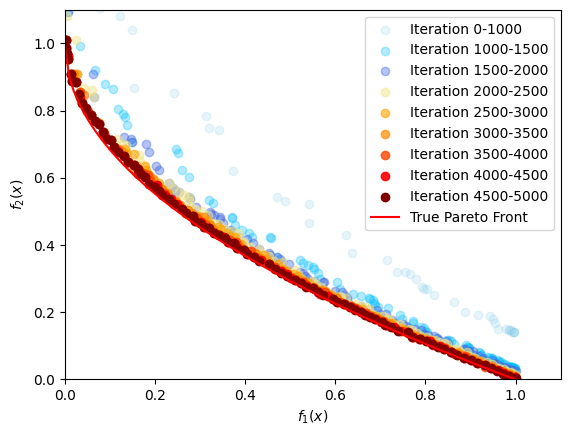 1.0
0.8
0.6
0.4
0.2
0.0
f₂(x)
Iteration 0-1000
Iteration 1000-1500
Iteration 1500-2000
Iteration 2000-2500
Iteration 2500-3000
Iteration 3000-3500
Iteration 3500-4000
Iteration 4000-4500
Iteration 4500-5000
True Pareto Front
0.0 0.2 0.4 0.6 0.8 1.0
f₁(x)